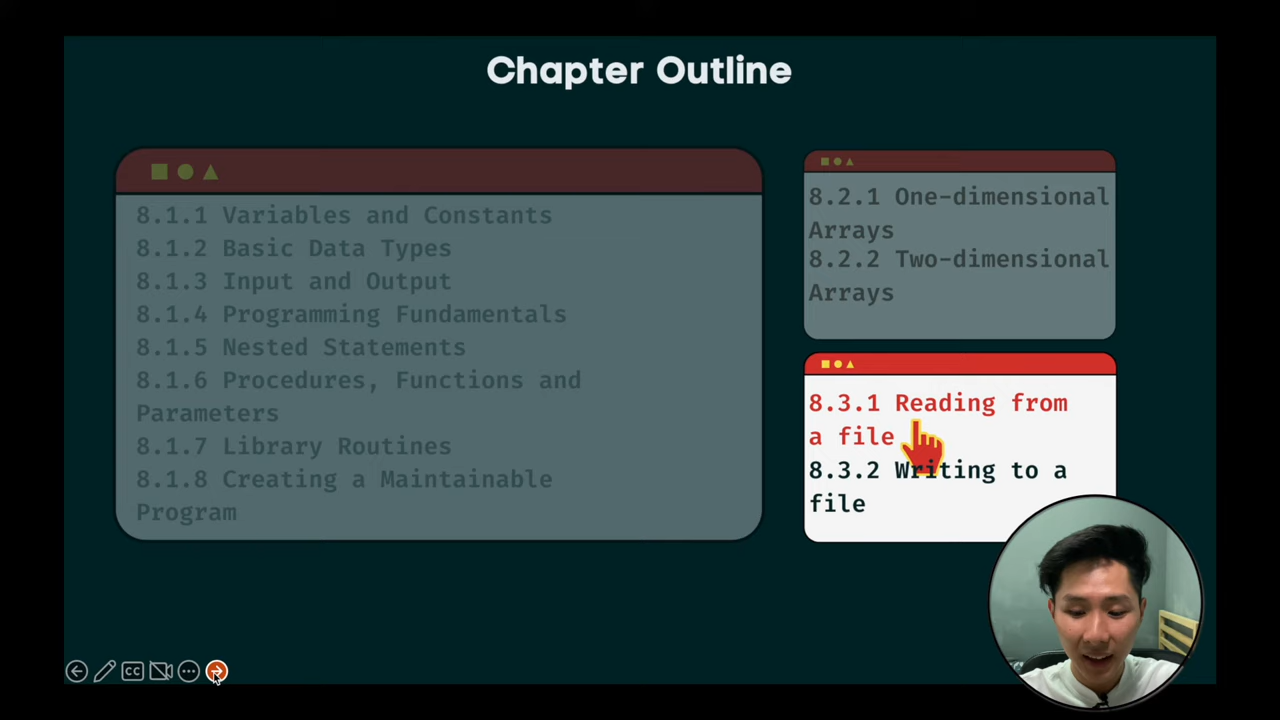 Chapter Outline
8.1.1 Variables and Constants
8.1.2 Basic Data Types
8.1.3 Input and Output
8.1.4 Programming Fundamentals
8.1.5 Nested Statements
8.1.6 Procedures, Functions and
Parameters
8.1.7 Library Routines
8.1.8 Creating a Maintainable
Program
8.2.1 One-dimensional
Arrays
8.2.2 Two-dimensional
Arrays
8.3.1 Reading from
a file
8.3.2 Writing to a
file
CC